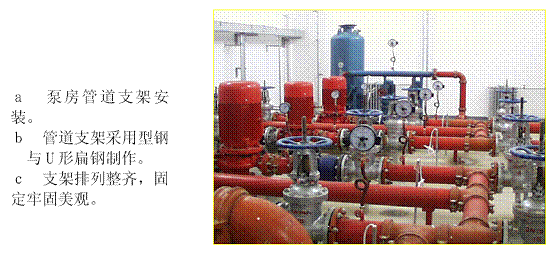 a 泵房管道支架安
装。
b 管道支架采用型钢
与U形扁钢制作。
c 支架排列整齐，固
定牢固美观。